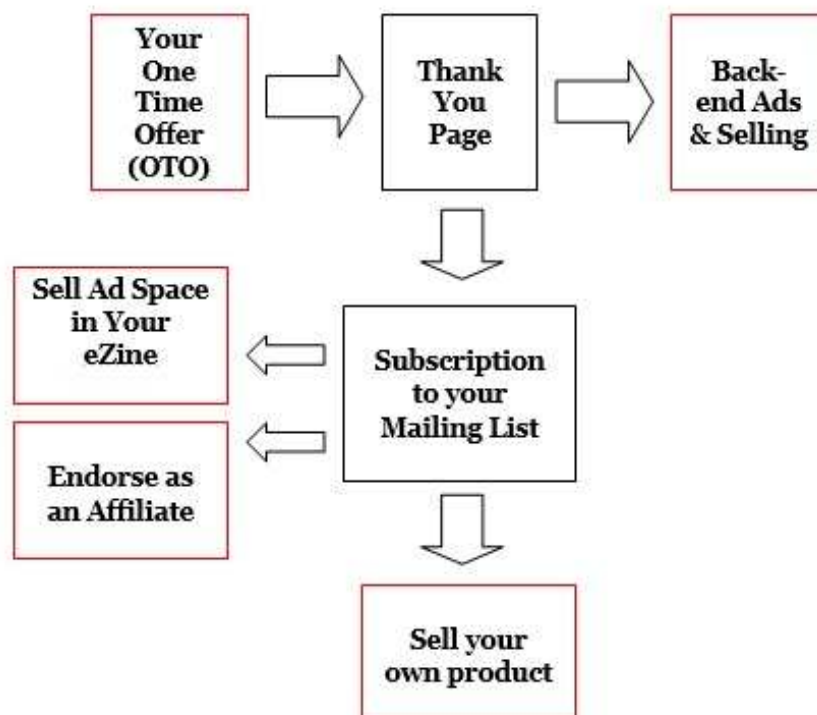 Your
One
Time
Offer
(OTO)
Thank
You
Page
Back-
end Ads
& Selling
Sell Ad Space
in Your
eZine
Subscription
to your
Mailing List
Endorse as
an Affiliate
Sell your
own product